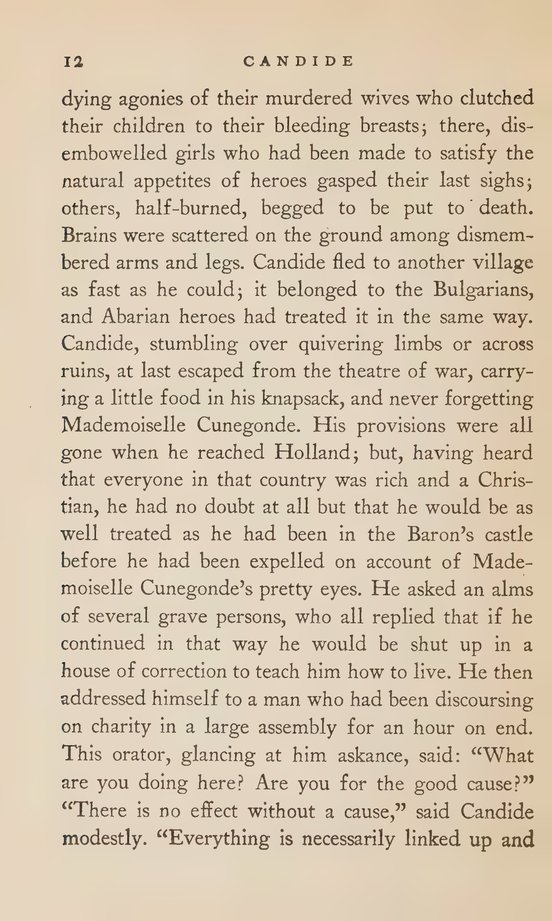 12 CANDIDE
dying agonies of their murdered wives who clutched
their children to their bleeding breasts; there, dis-
embowelled girls who had been made to satisfy the
natural appetites of heroes gasped their last sighs;
others, half-burned, begged to be put to death.
Brains were scattered on the ground among dismem-
bered arms and legs. Candide fled to another village
as fast as he could; it belonged to the Bulgarians,
and Abarian heroes had treated it in the same way.
Candide, stumbling over quivering limbs or across
ruins, at last escaped from the theatre of war, carry-
ing a little food in his knapsack, and never forgetting
Mademoiselle Cunegonde. His provisions were all
gone when he reached Holland; but, having heard
that everyone in that country was rich and a Chris-
tian, he had no doubt at all but that he would be as
well treated as he had been in the Baron's castle
before he had been expelled on account of Made-
moiselle Cunegonde's pretty eyes. He asked an alms
of several grave persons, who all replied that if he
continued in that way he would be shut up in a
house of correction to teach him how to live. He then
addressed himself to a man who had been discoursing
on charity in a large assembly for an hour on end.
This orator, glancing at him askance, said: “What
are you doing here? Are you for the good cause?”
“There is no effect without a cause,” said Candide
modestly. “Everything is necessarily linked up and